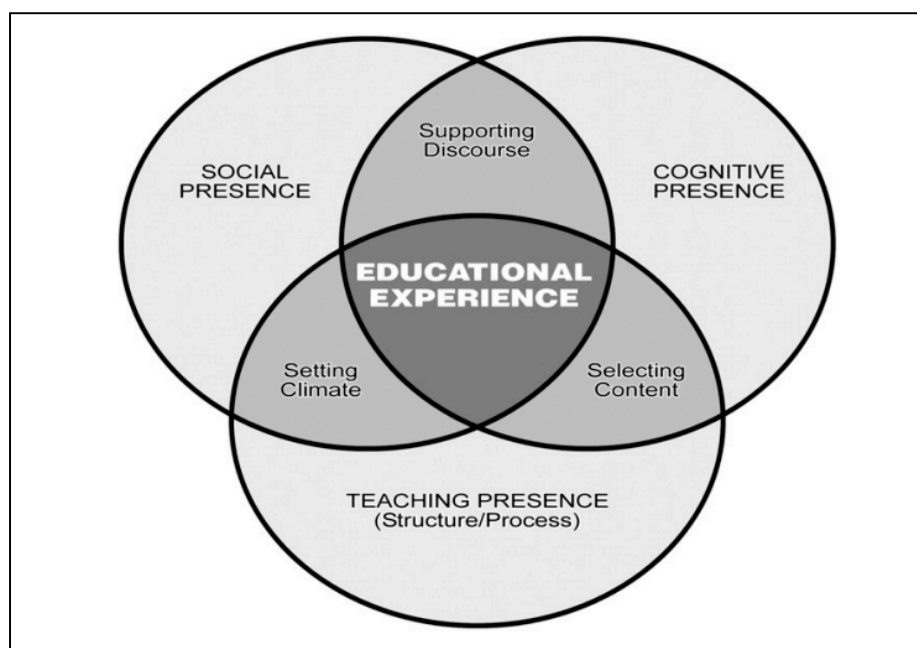 Supporting
Discourse
SOCIAL
PRESENCE
COGNITIVE
PRESENCE
EDUCATIONAL
EXPERIENCE
Setting
Climate
Selecting
Content
TEACHING PRESENCE
(Structure/Process)